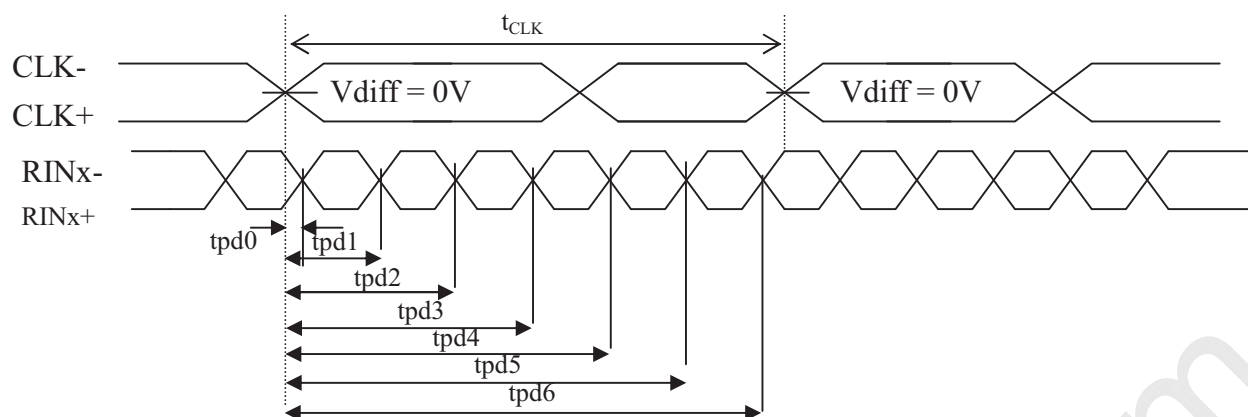 tCLK
CLK-
Vdiff = 0V
Vdiff = 0V
CLK+
RINx-
RINx+
tpd0
tpd1
tpd2
tpd3
tpd4
tpd5
tpd6
m